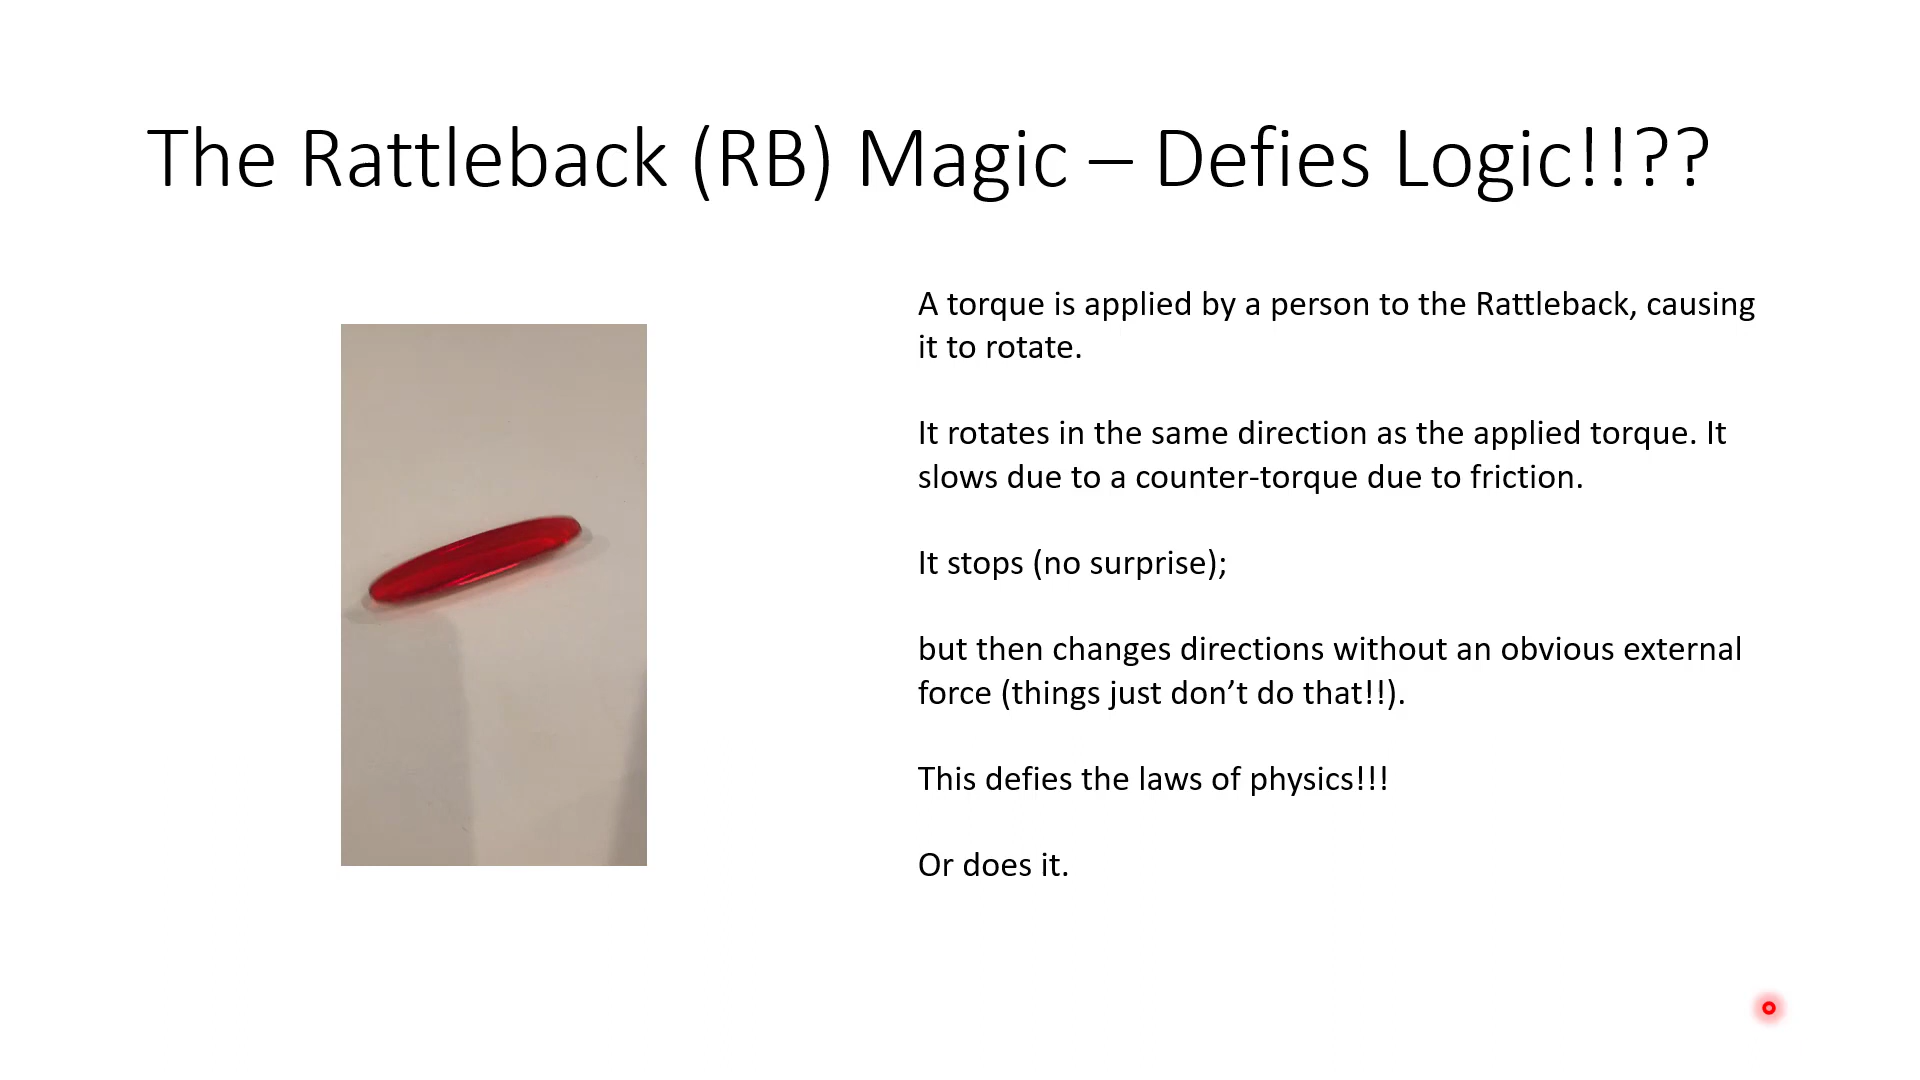 The Rattleback (RB) Magic – Defies Logic!!??
A torque is applied by a person to the Rattleback, causing
it to rotate.
It rotates in the same direction as the applied torque. It
slows due to a counter-torque due to friction.
It stops (no surprise);
but then changes directions without an obvious external
force (things just don’t do that!!).
This defies the laws of physics!!!
Or does it.